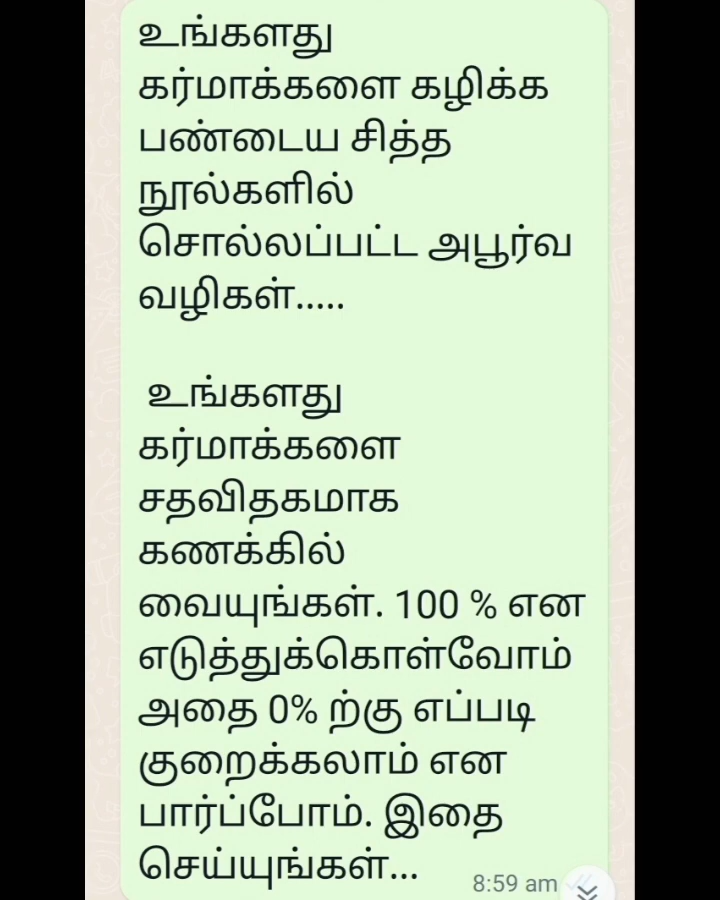 உங்களது
கர்மாக்களை கழிக்க
பண்டைய சித்த
நூல்களில்
சொல்லப்பட்ட அபூர்வ
வழிகள்.....
உங்களது
கர்மாக்களை
சதவிதகமாக
கணக்கில்
வையுங்கள். 100 % என
எடுத்துக்கொள்வோம்
அதை 0% ற்கு எப்படி
குறைக்கலாம் என
பார்ப்போம். இதை
செய்யுங்கள்...
8:59 am